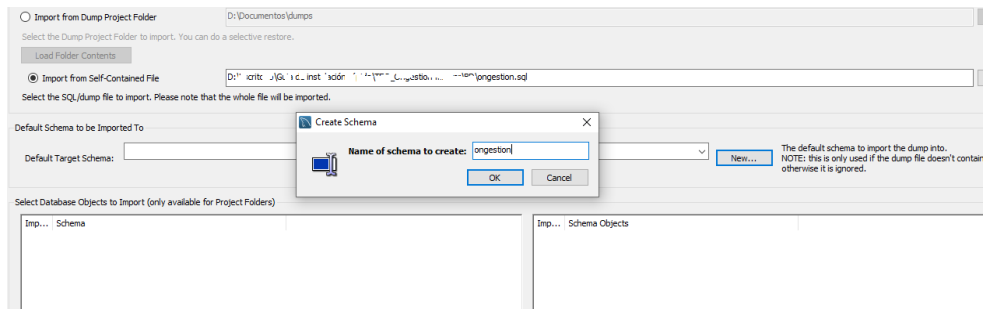 Import from Dump Project Folder
D:\Documentos\dumps
Select the Dump Project Folder to import. You can do a selective restore.
Load Folder Contents
Import from Self-Contained File
ongestion.sql
Select the SQL/dump file to import. Please note that the whole file will be imported.
Create Schema
Name of schema to create: ongestion
OK Cancel
Default Schema to be Imported To
Default Target Schema:
New...
The default schema to import the dump into.
NOTE: this is only used if the dump file doesn't contain
otherwise it is ignored.
Select Database Objects to Import (only available for Project Folders)
Imp... Schema
Imp... Schema Objects